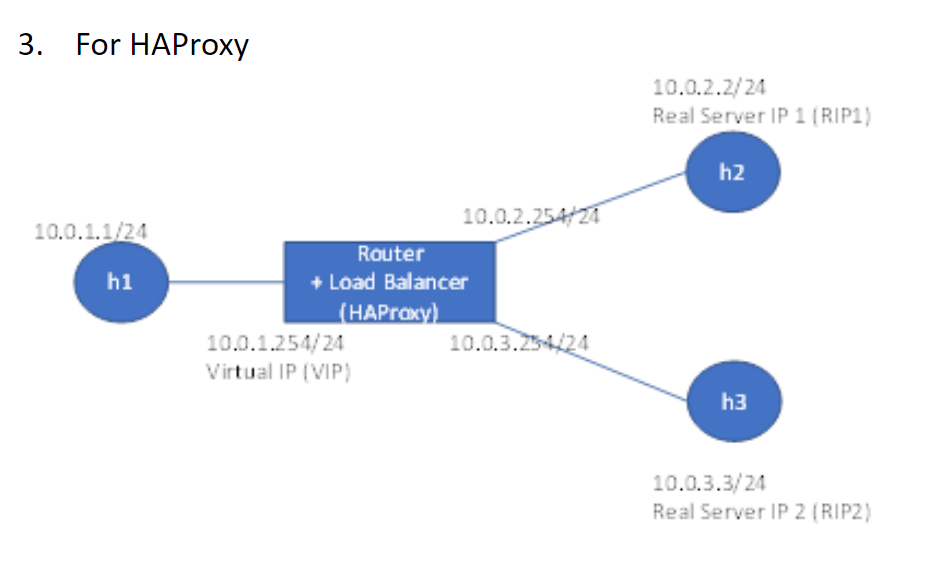 3. For HAProxy
10.0.2.2/24
Real Server IP 1 (RIP1)
h2
10.0.2.254/24
10.0.1.1/24
h1
Router
+ Load Balancer
(HAProxy)
10.0.1.254/24
Virtual IP (VIP)
10.0.3.254/24
h3
10.0.3.3/24
Real Server IP 2 (RIP2)